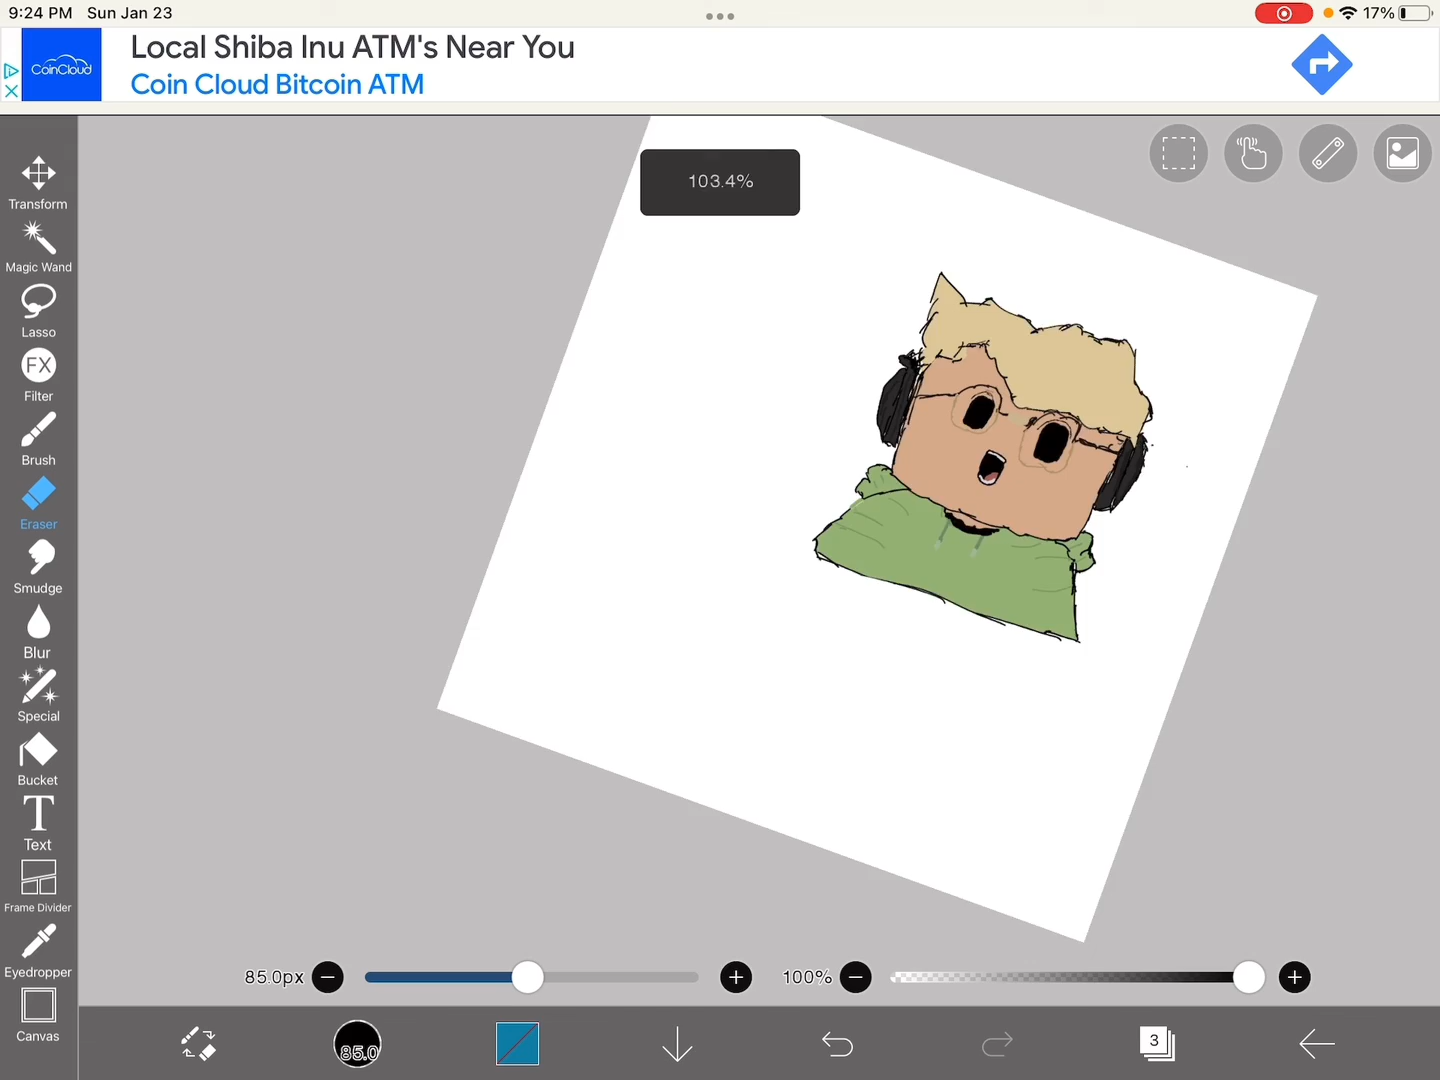 9:24 PM Sun Jan 23
17%
CoinCloud
Local Shiba Inu ATM's Near You
Coin Cloud Bitcoin ATM
103.4%
Transform
Magic Wand
Lasso
FX
Filter
Brush
Eraser
Smudge
Blur
Special
Bucket
T
Text
Frame Divider
Eyedropper
Canvas
85.0px
100%
85.0
3